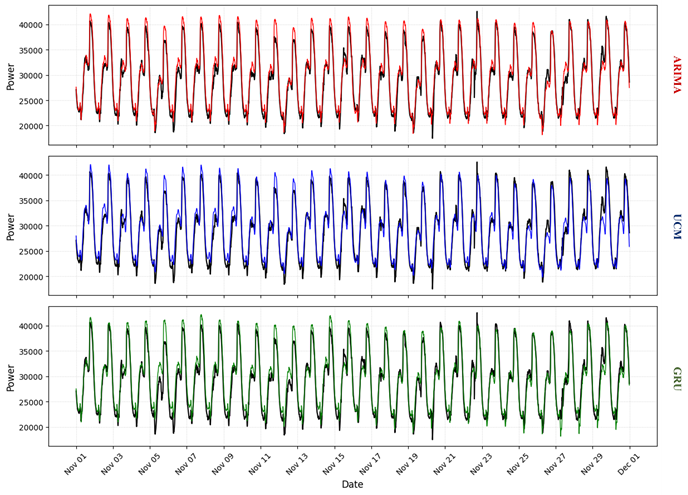 Power
40000
35000
30000
25000
20000
ARIMA
Power
40000
35000
30000
25000
20000
UCM
Power
40000
35000
30000
25000
20000
GRU
Nov 01
Nov 03
Nov 05
Nov 07
Nov 09
Nov 11
Nov 13
Nov 15
Nov 17
Nov 19
Nov 21
Nov 23
Nov 25
Nov 27
Nov 29
Dec 01
Date